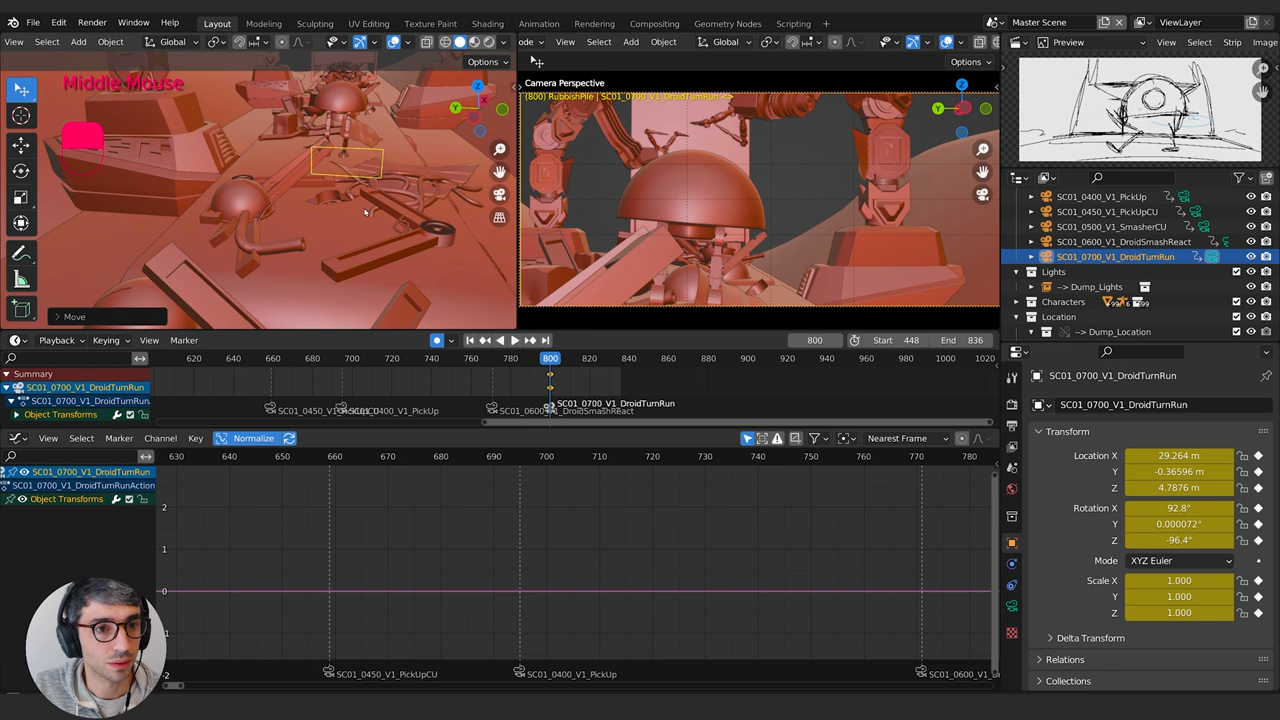 File Edit Render Window Help Layout Modeling Sculpting UV Editing Texture Paint Shading Animation Rendering Compositing Geometry Nodes Scripting + Master Scene ViewLayer
View Select Add Object Global
ode View Select Add Object Global
Preview View Select Strip Image
Options
Options
Middle Mouse
Camera Perspective
(800) RubbishPile | SC01_0700_V1_DroidTurnRun <>
Z
Y
X
Z
Y
Move
SC01_0400_V1_PickUp
SC01_0450_V1_PickUpCU
SC01_0500_V1_SmasherCU
SC01_0600_V1_DroidSmashReact
SC01_0700_V1_DroidTurnRun
Lights
--> Dump_Lights
Characters
Location
--> Dump_Location
Playback Keying View Marker 800 Start 448 End 836
620 640 660 680 700 720 740 760 780 800 820 840 860 880 900 920 940 960 980 1000 1020
Summary
SC01_0700_V1_DroidTurnRun
SC01_0700_V1_DroidTurnRun
Object Transforms
SC01_0450_V1_PickUpCU
SC01_0400_V1_PickUp
SC01_0600_V1_DroidSmashReact
SC01_0700_V1_DroidTurnRun
View Select Marker Channel Key Normalize Nearest Frame
630 640 650 660 670 680 690 700 710 720 730 740 750 760 770 780
SC01_0700_V1_DroidTurnRun
SC01_0700_V1_DroidTurnRunAction
Object Transforms
2
1
0
-2
SC01_0450_V1_PickUpCU
SC01_0400_V1_PickUp
SC01_0600_V1_D
SC01_0700_V1_DroidTurnRun
SC01_0700_V1_DroidTurnRun
Transform
Location X 29.264 m
Y -0.36596 m
Z 4.7876 m
Rotation X 92.8°
Y 0.000072°
Z -96.4°
Mode XYZ Euler
Scale X 1.000
Y 1.000
Z 1.000
Delta Transform
Relations
Collections